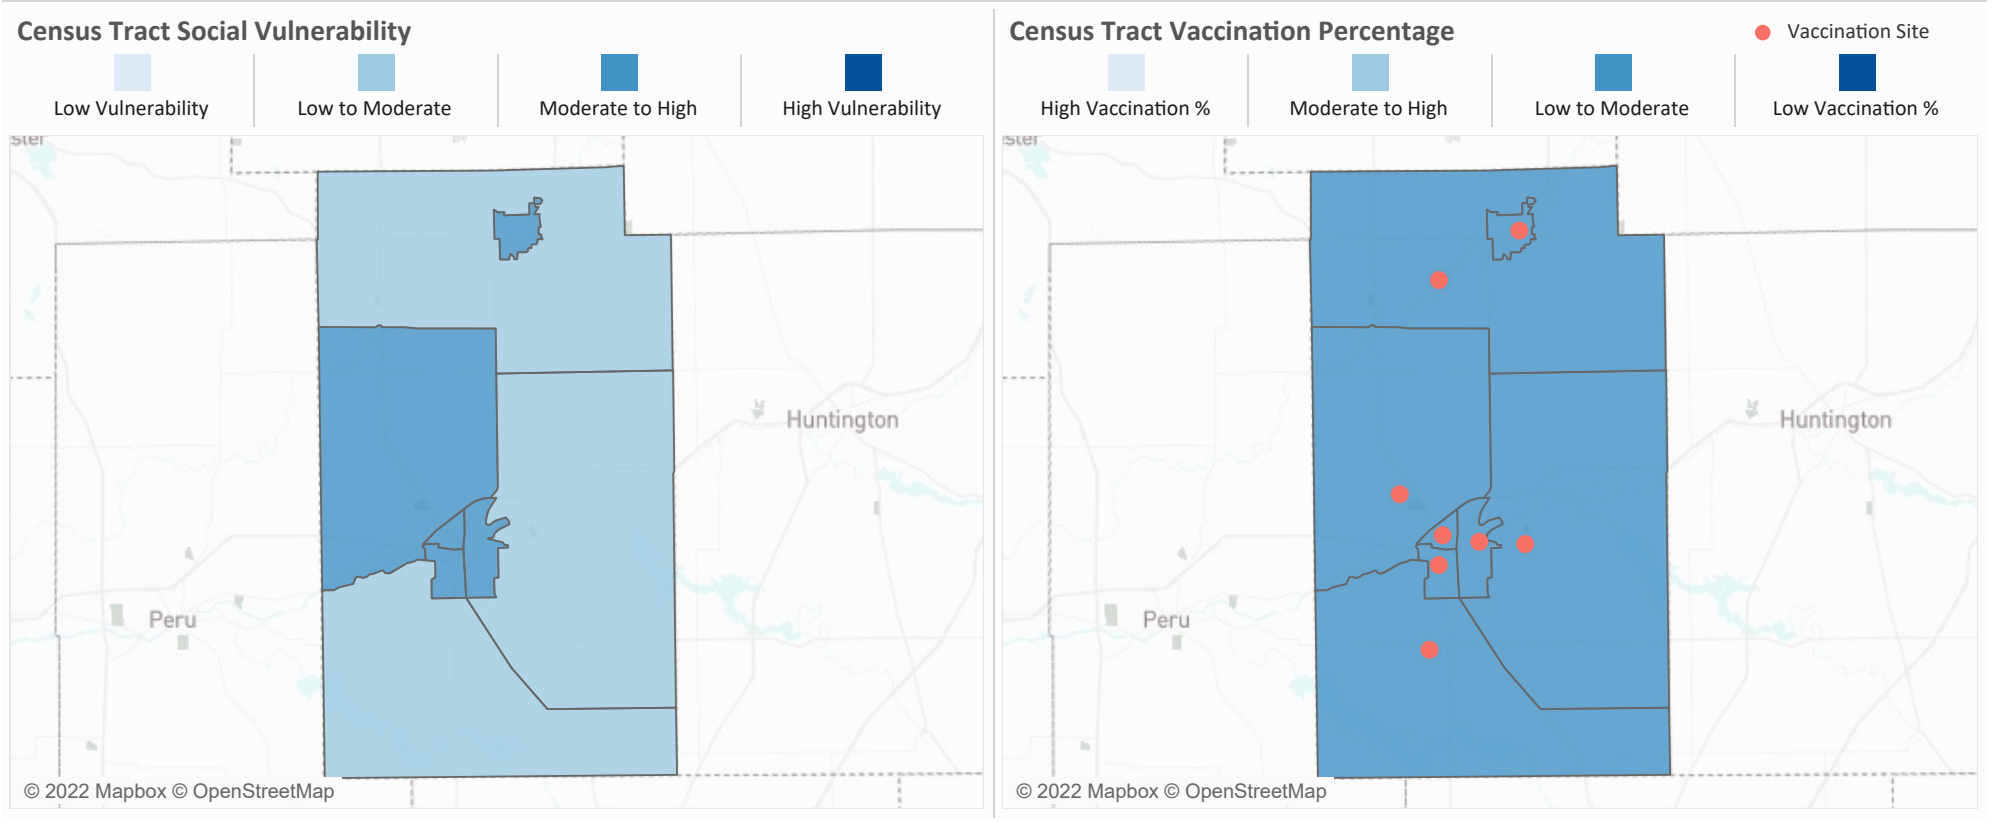 Census Tract Social Vulnerability
Low Vulnerability
Low to Moderate
Moderate to High
High Vulnerability
ster
Huntington
Peru
© 2022 Mapbox © OpenStreetMap
Census Tract Vaccination Percentage
Vaccination Site
High Vaccination %
Moderate to High
Low to Moderate
Low Vaccination %
ster
Huntington
Peru
© 2022 Mapbox © OpenStreetMap